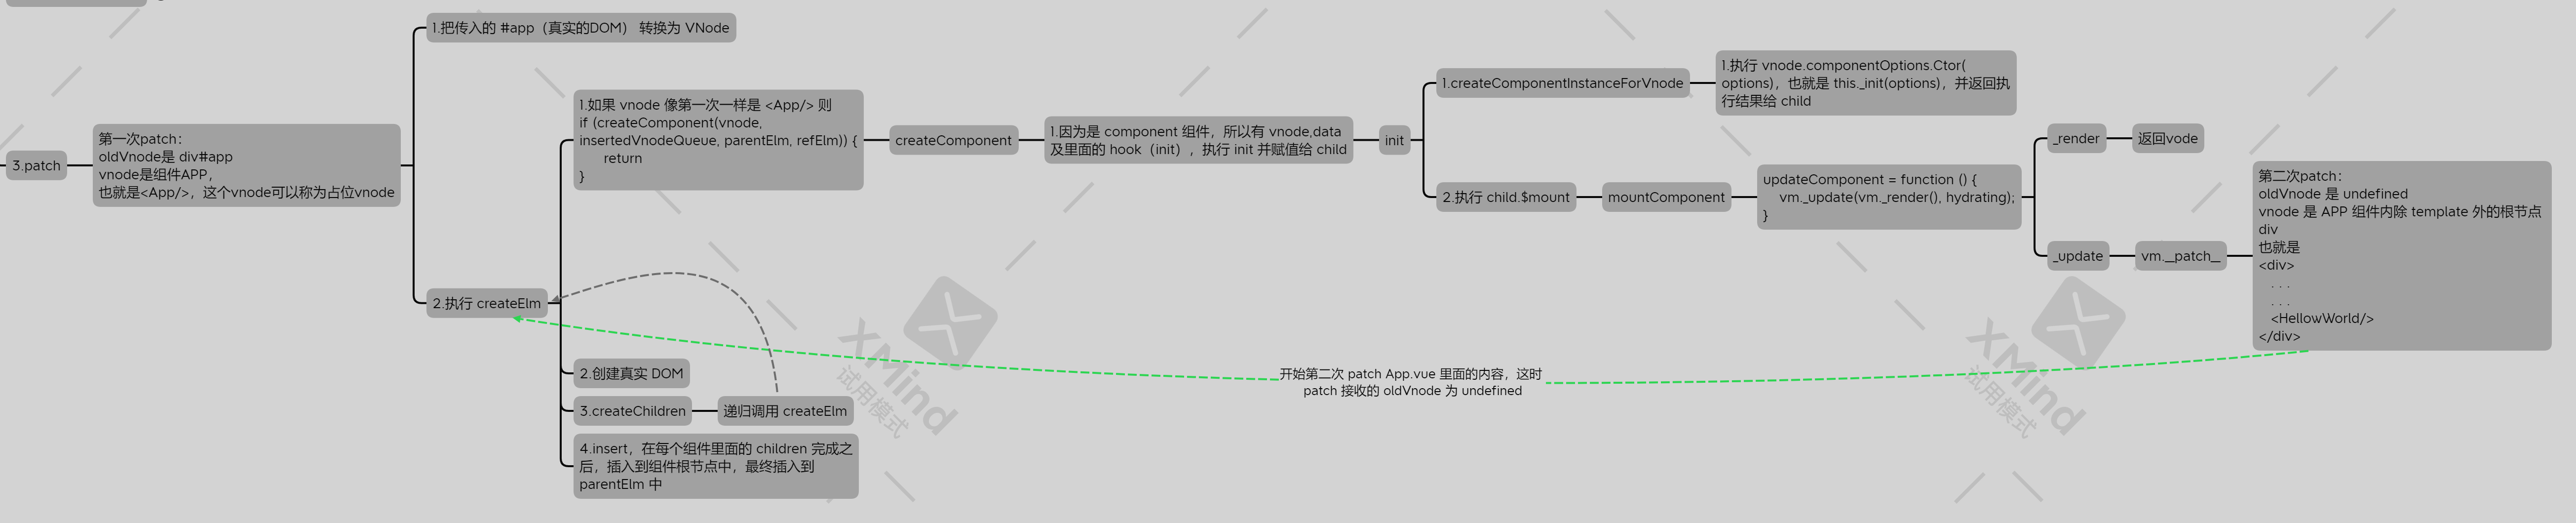 3.patch
第一次patch：
oldVnode是 div#app
vnode是组件APP，
也就是<App/>，这个vnode可以称为占位vnode
1.把传入的 #app（真实的DOM） 转换为 VNode
2.执行 createElm
1.如果 vnode 像第一次一样是 <App/> 则
if (createComponent(vnode,
insertedVnodeQueue, parentElm, refElm)) {
return
}
createComponent
1.因为是 component 组件，所以有 vnode,data
及里面的 hook（init），执行 init 并赋值给 child
init
1.createComponentInstanceForVnode
1.执行 vnode.componentOptions.Ctor(
options)，也就是 this._init(options)，并返回执
行结果给 child
2.执行 child.$mount
mountComponent
updateComponent = function () {
vm._update(vm._render(), hydrating);
}
_render
返回vode
_update
vm.__patch__
第二次patch：
oldVnode 是 undefined
vnode 是 APP 组件内除 template 外的根节点
div
也就是
<div>
. . .
. . .
<HellowWorld/>
</div>
2.创建真实 DOM
3.createChildren
递归调用 createElm
4.insert，在每个组件里面的 children 完成之
后，插入到组件根节点中，最终插入到
parentElm 中
开始第二次 patch App.vue 里面的内容，这时
patch 接收的 oldVnode 为 undefined
XMind
试用模式
XMind
试用模式